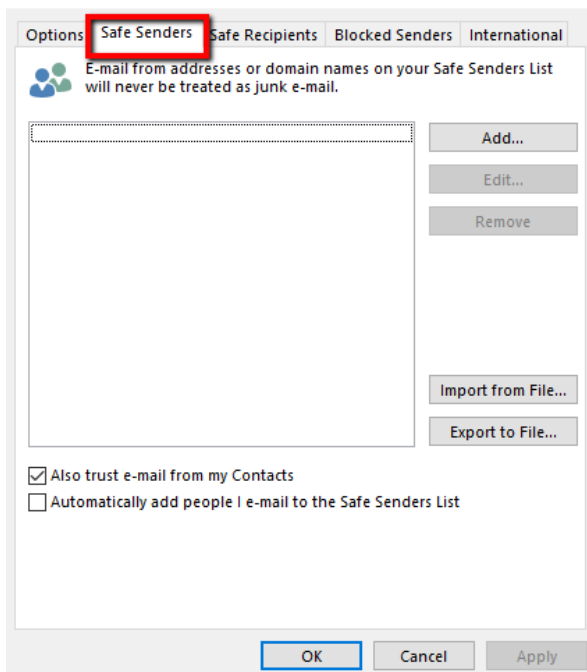 Options Safe Senders Safe Recipients Blocked Senders International
E-mail from addresses or domain names on your Safe Senders List
will never be treated as junk e-mail.
Add...
Edit...
Remove
Import from File...
Export to File...
Also trust e-mail from my Contacts
Automatically add people I e-mail to the Safe Senders List
OK Cancel Apply